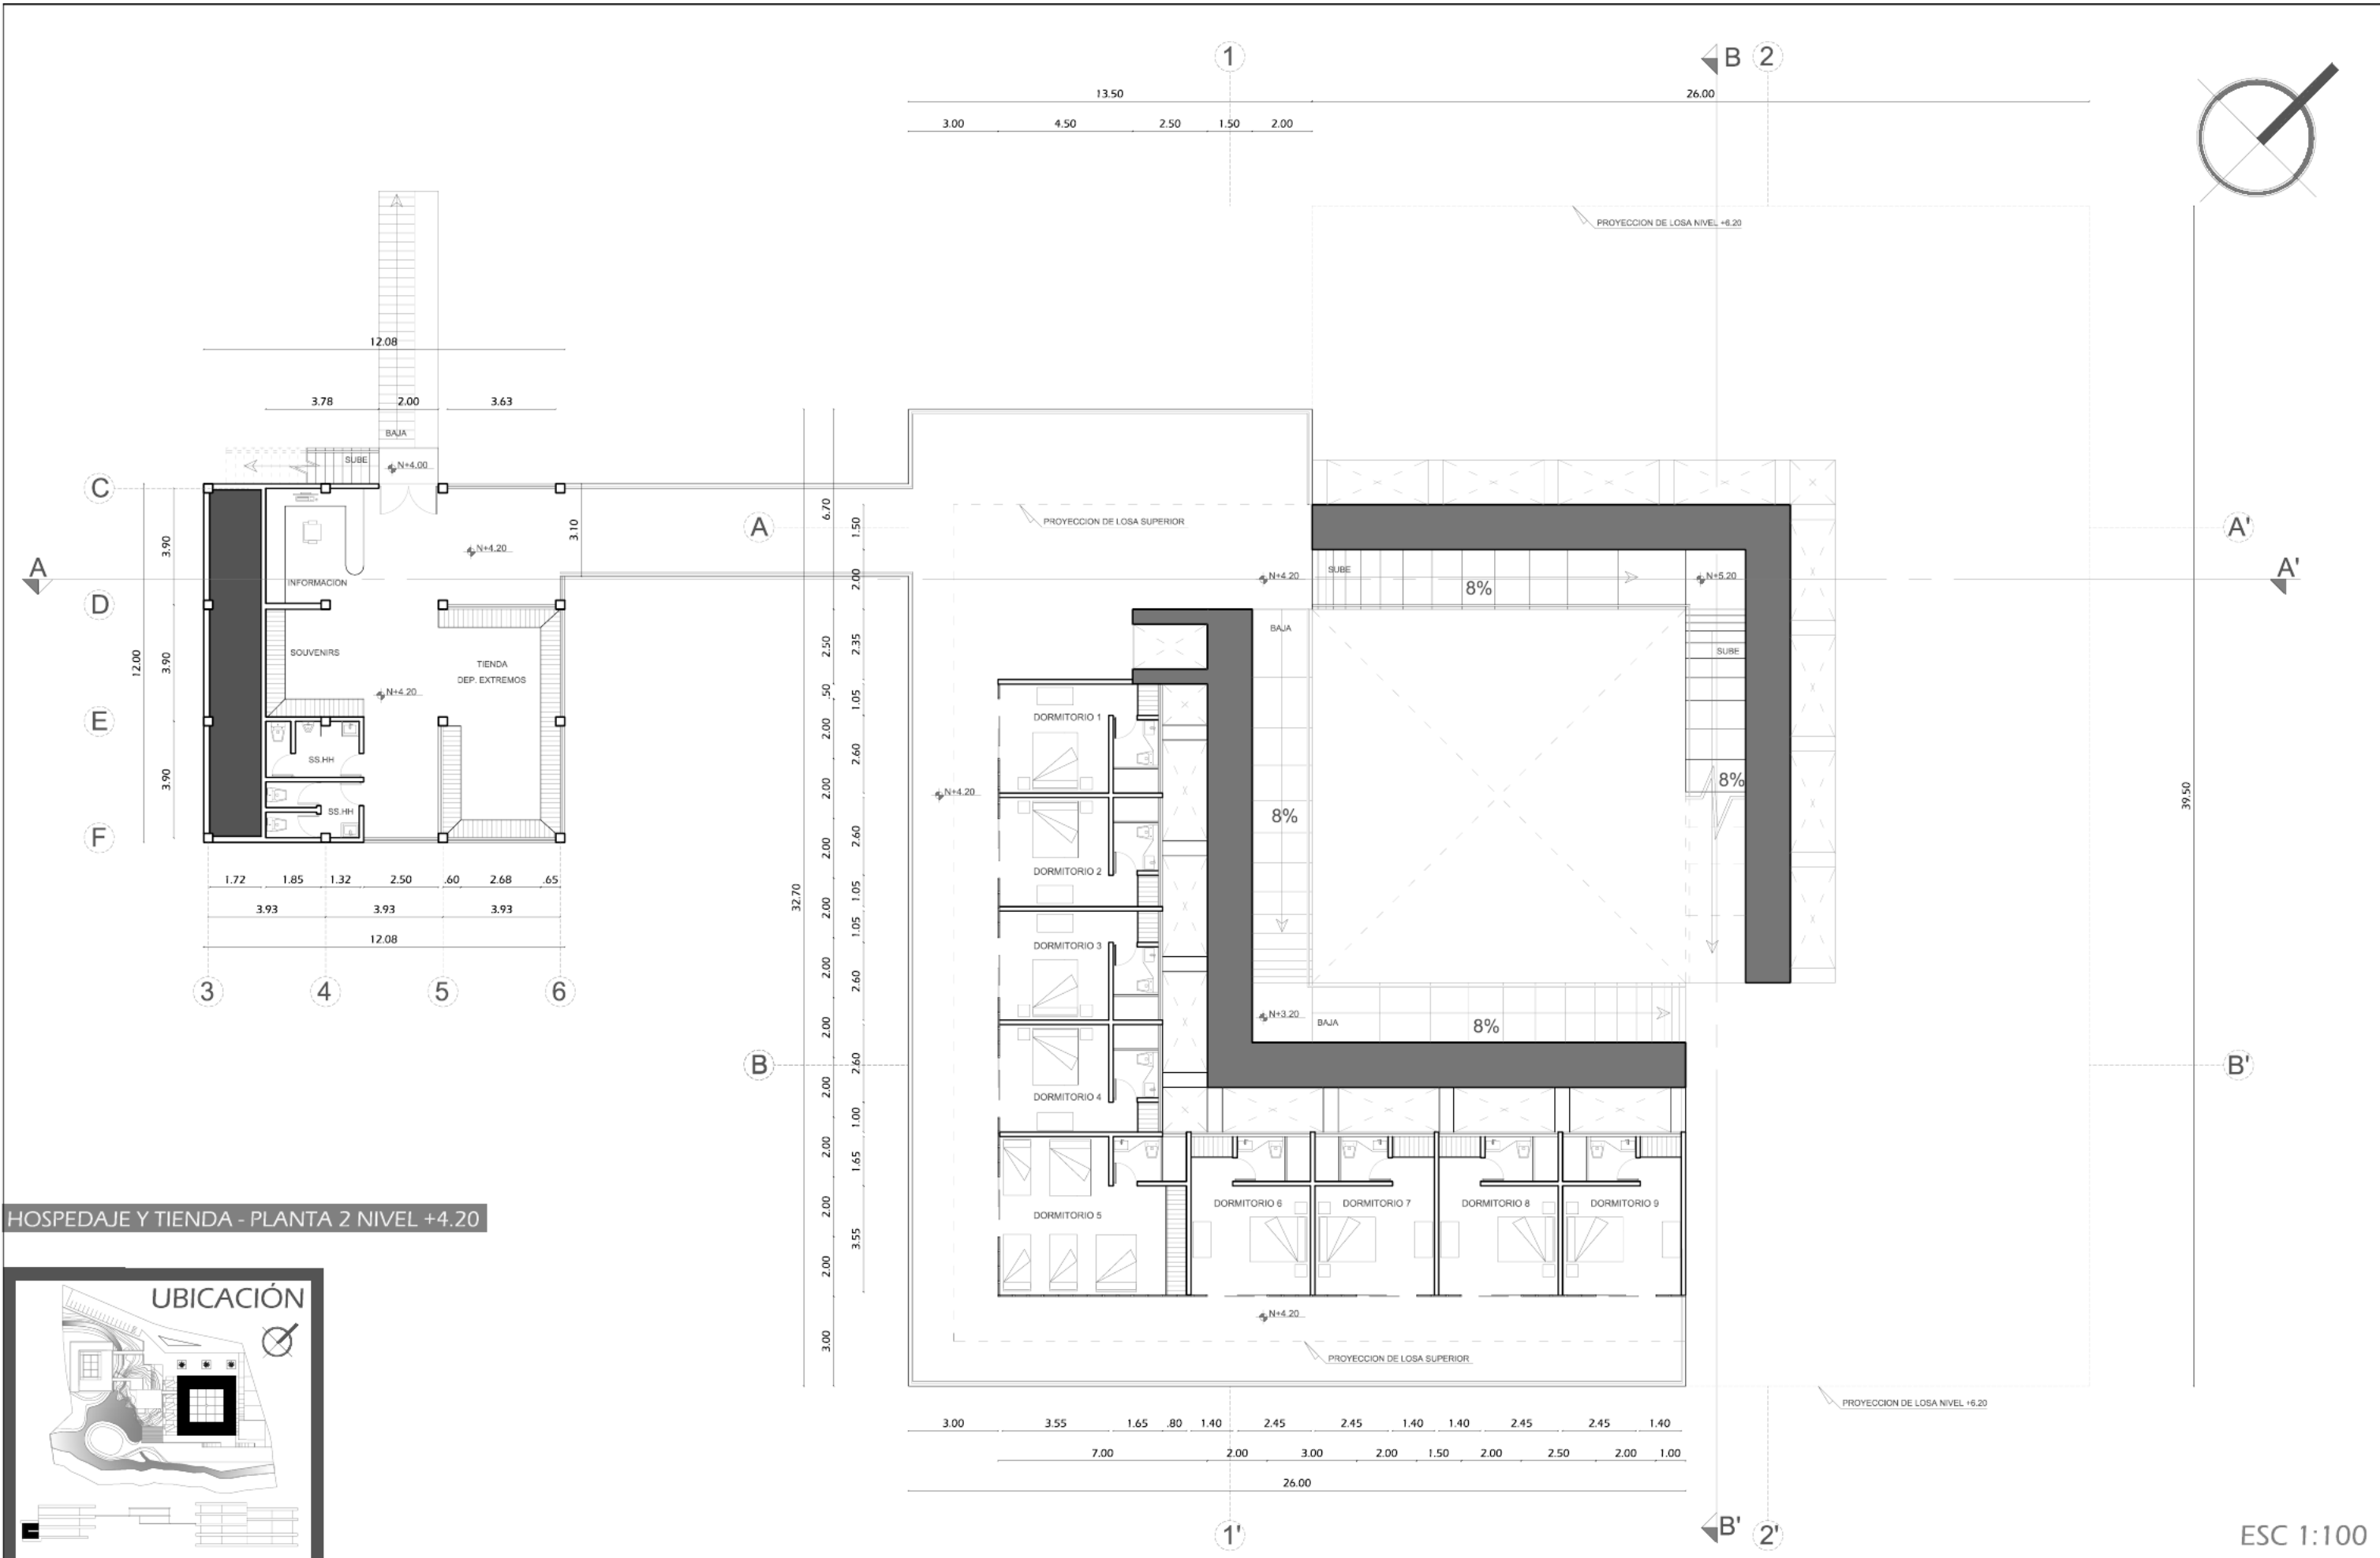 1
B
2
13.50
26.00
3.00
4.50
2.50
1.50
2.00
PROYECCION DE LOSA NIVEL +6.20
12.08
3.78
2.00
3.63
BAJA
SUBE
N+4.00
C
A
D
E
F
12.00
3.90
3.90
3.90
INFORMACION
N+4.20
3.10
SOUVENIRS
TIENDA
DEP. EXTREMOS
N+4.20
SS.HH
SS.HH
1.72
1.85
1.32
2.50
.60
2.68
.65
3.93
3.93
3.93
12.08
3
4
5
6
A
B
32.70
6.70
2.50
.50
2.00
2.00
2.00
2.00
2.00
2.00
2.00
2.00
2.00
2.00
3.00
1.50
2.00
2.35
1.05
2.60
2.60
1.05
1.05
2.60
2.60
1.00
1.65
3.55
PROYECCION DE LOSA SUPERIOR
N+4.20
SUBE
8%
N+5.20
BAJA
SUBE
8%
8%
N+3.20
BAJA
8%
N+4.20
DORMITORIO 1
DORMITORIO 2
DORMITORIO 3
DORMITORIO 4
DORMITORIO 5
DORMITORIO 6
DORMITORIO 7
DORMITORIO 8
DORMITORIO 9
N+4.20
PROYECCION DE LOSA SUPERIOR
PROYECCION DE LOSA NIVEL +6.20
39.50
A'
A'
B'
3.00
3.55
1.65
.80
1.40
2.45
2.45
1.40
1.40
2.45
2.45
1.40
7.00
2.00
3.00
2.00
1.50
2.00
2.50
2.00
1.00
26.00
1'
B'
2'
HOSPEDAJE Y TIENDA - PLANTA 2 NIVEL +4.20
UBICACIÓN
ESC 1:100